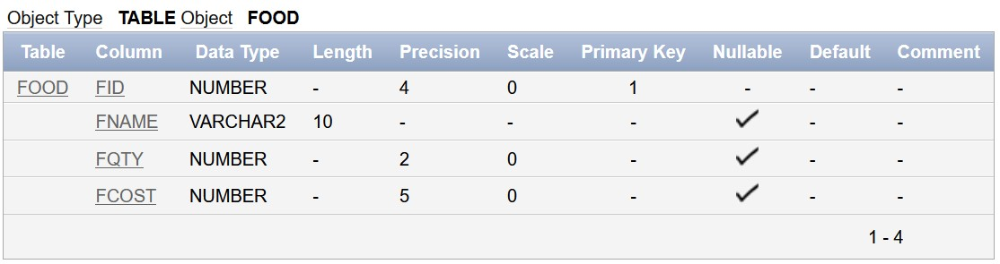 Object Type TABLE Object FOOD
Table Column Data Type Length Precision Scale Primary Key Nullable Default Comment
FOOD FID NUMBER - 4 0 1 - - -
FNAME VARCHAR2 10 - - - ✓ - -
FQTY NUMBER - 2 0 - ✓ - -
FCOST NUMBER - 5 0 - ✓ - -
1 - 4